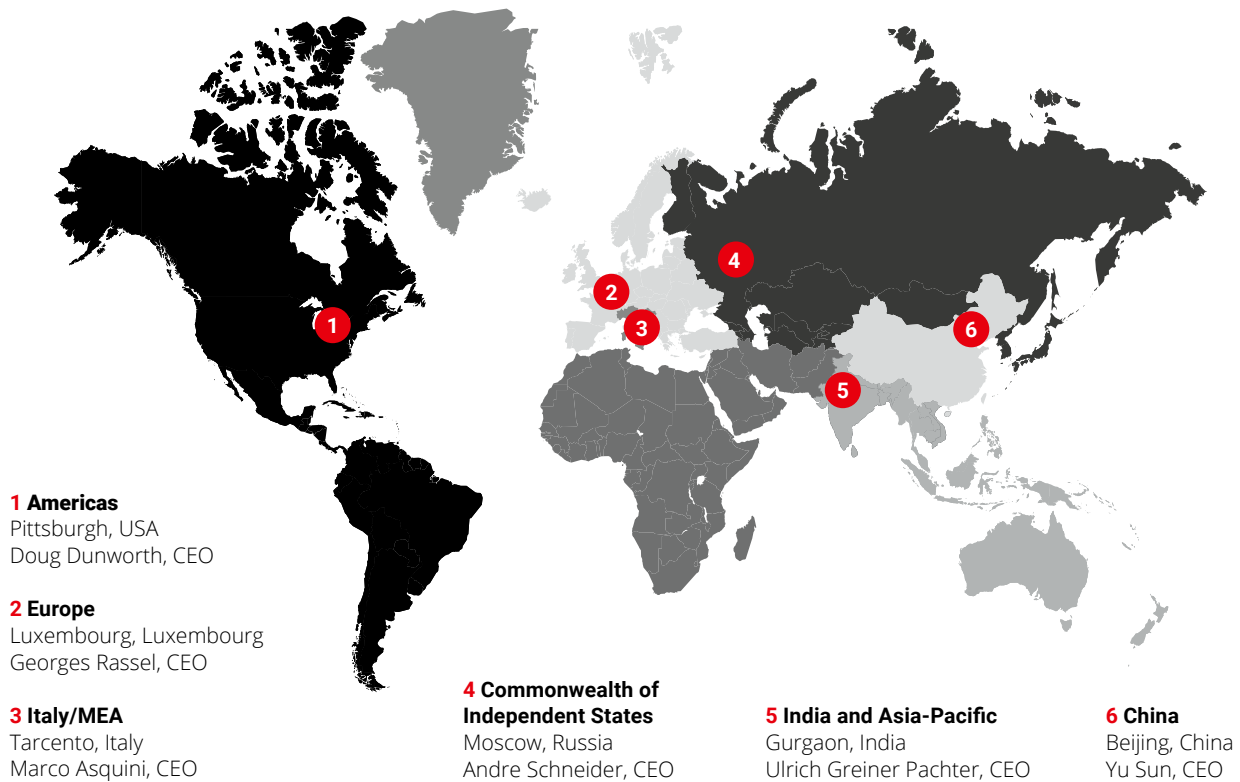 1
2
3
4
5
6
1 Americas
Pittsburgh, USA
Doug Dunworth, CEO
2 Europe
Luxembourg, Luxembourg
Georges Rassel, CEO
3 Italy/MEA
Tarcento, Italy
Marco Asquini, CEO
4 Commonwealth of
Independent States
Moscow, Russia
Andre Schneider, CEO
5 India and Asia-Pacific
Gurgaon, India
Ulrich Greiner Pachter, CEO
6 China
Beijing, China
Yu Sun, CEO